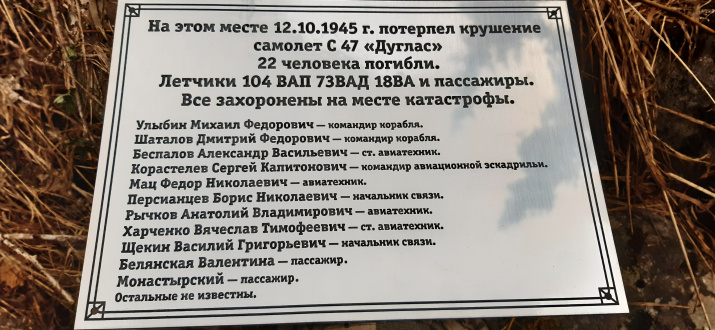 На этом месте 12.10.1945 г. потерпел крушение
самолет С 47 «Дуглас»
22 человека погибли.
Летчики 104 ВАП 73ВАД 18ВА и пассажиры.
Все захоронены на месте катастрофы.
Улыбин Михаил Федорович — командир корабля.
Шаталов Дмитрий Федорович — командир корабля.
Беспалов Александр Васильевич — ст. авиатехник.
Корастелев Сергей Капитонович — командир авиационной эскадрильи.
Мац Федор Николаевич — авиатехник.
Персианцев Борис Николаевич — начальник связи.
Рычков Анатолий Владимирович — авиатехник.
Харченко Вячеслав Тимофеевич — ст. авиатехник.
Щекин Василий Григорьевич — начальник связи.
Белянская Валентина — пассажир.
Монастырский — пассажир.
Остальные не известны.